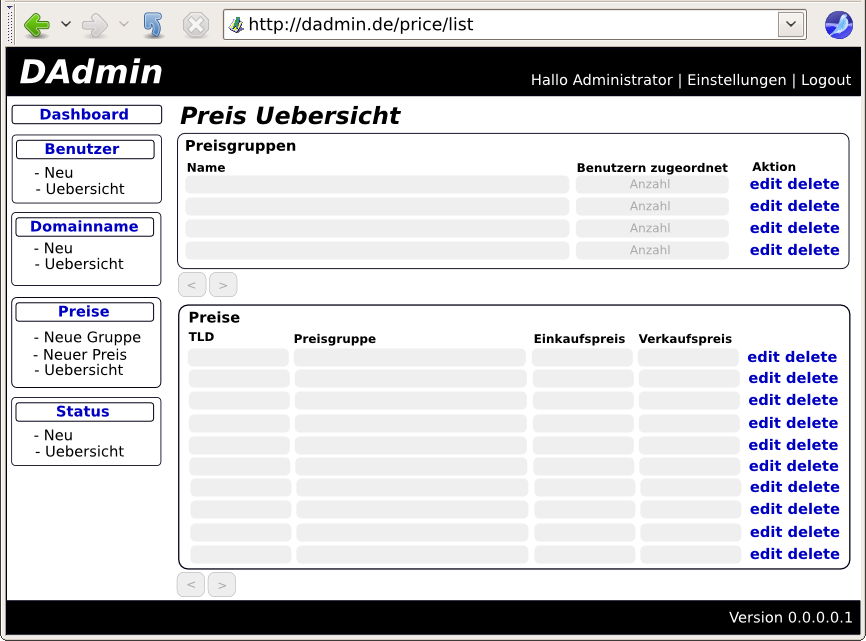 http://dadmin.de/price/list
DAdmin
Hallo Administrator | Einstellungen | Logout
Dashboard
Benutzer
- Neu
- Uebersicht
Domainname
- Neu
- Uebersicht
Preise
- Neue Gruppe
- Neuer Preis
- Uebersicht
Status
- Neu
- Uebersicht
Preis Uebersicht
Preisgruppen
Name Benutzern zugeordnet Aktion
Anzahl edit delete
Anzahl edit delete
Anzahl edit delete
Anzahl edit delete
< >
Preise
TLD Preisgruppe Einkaufspreis Verkaufspreis
edit delete
edit delete
edit delete
edit delete
edit delete
edit delete
edit delete
edit delete
edit delete
edit delete
< >
Version 0.0.0.0.1